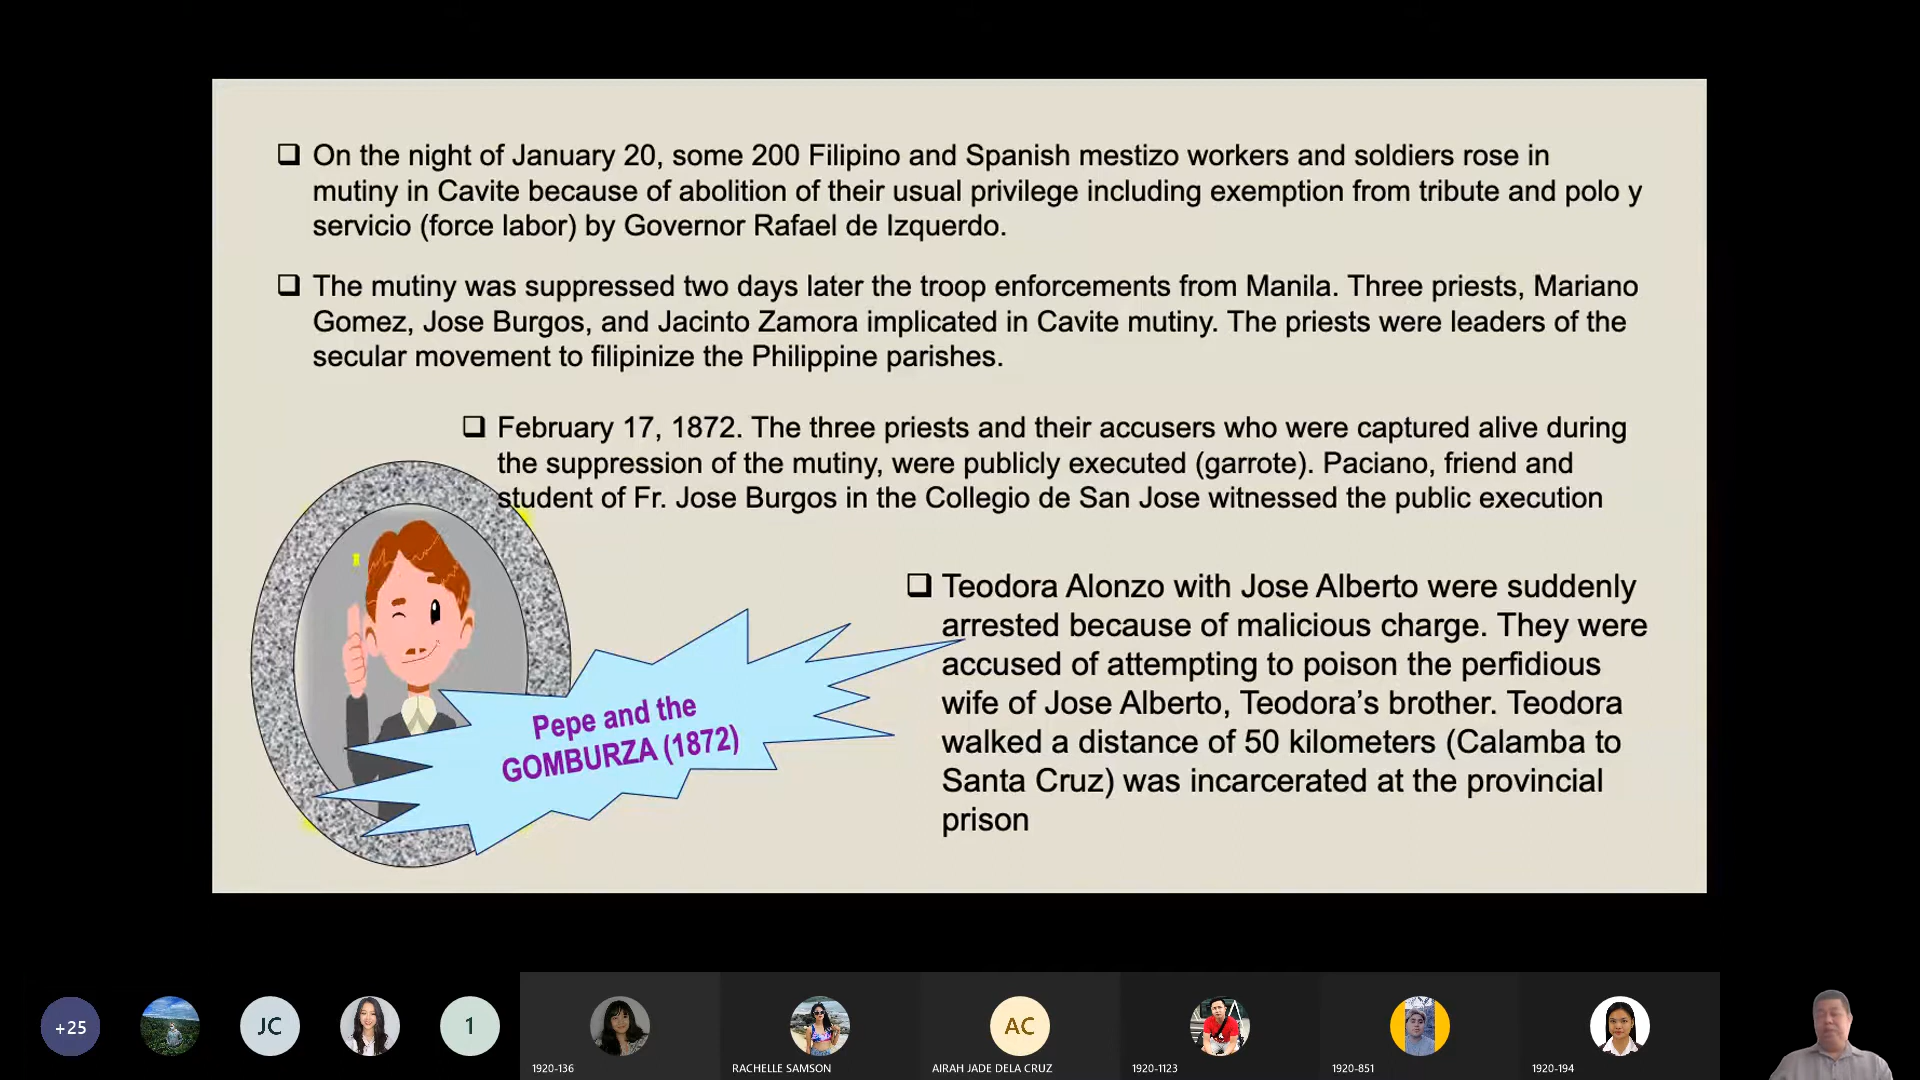 On the night of January 20, some 200 Filipino and Spanish mestizo workers and soldiers rose in
mutiny in Cavite because of abolition of their usual privilege including exemption from tribute and polo y
servicio (force labor) by Governor Rafael de Izquerdo.
The mutiny was suppressed two days later the troop enforcements from Manila. Three priests, Mariano
Gomez, Jose Burgos, and Jacinto Zamora implicated in Cavite mutiny. The priests were leaders of the
secular movement to filipinize the Philippine parishes.
February 17, 1872. The three priests and their accusers who were captured alive during
the suppression of the mutiny, were publicly executed (garrote). Paciano, friend and
student of Fr. Jose Burgos in the Collegio de San Jose witnessed the public execution
Teodora Alonzo with Jose Alberto were suddenly
arrested because of malicious charge. They were
accused of attempting to poison the perfidious
wife of Jose Alberto, Teodora’s brother. Teodora
walked a distance of 50 kilometers (Calamba to
Santa Cruz) was incarcerated at the provincial
prison
Pepe and the
GOMBURZA (1872)
+25
JC
1
AC
1920-136
RACHELLE SAMSON
AIRAH JADE DELA CRUZ
1920-1123
1920-851
1920-194